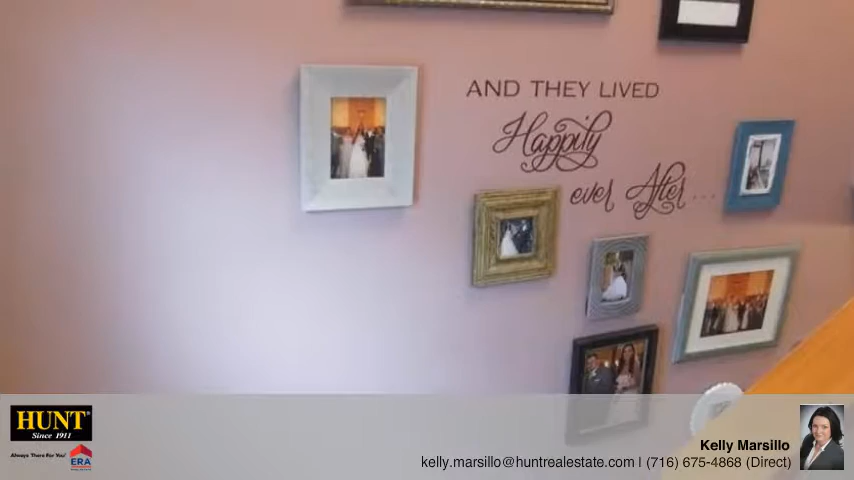 AND THEY LIVED
Happily
ever After...
HUNT
Since 1911
Always There For You!
ERA
Kelly Marsillo
kelly.marsillo@huntrealestate.com | (716) 675-4868 (Direct)